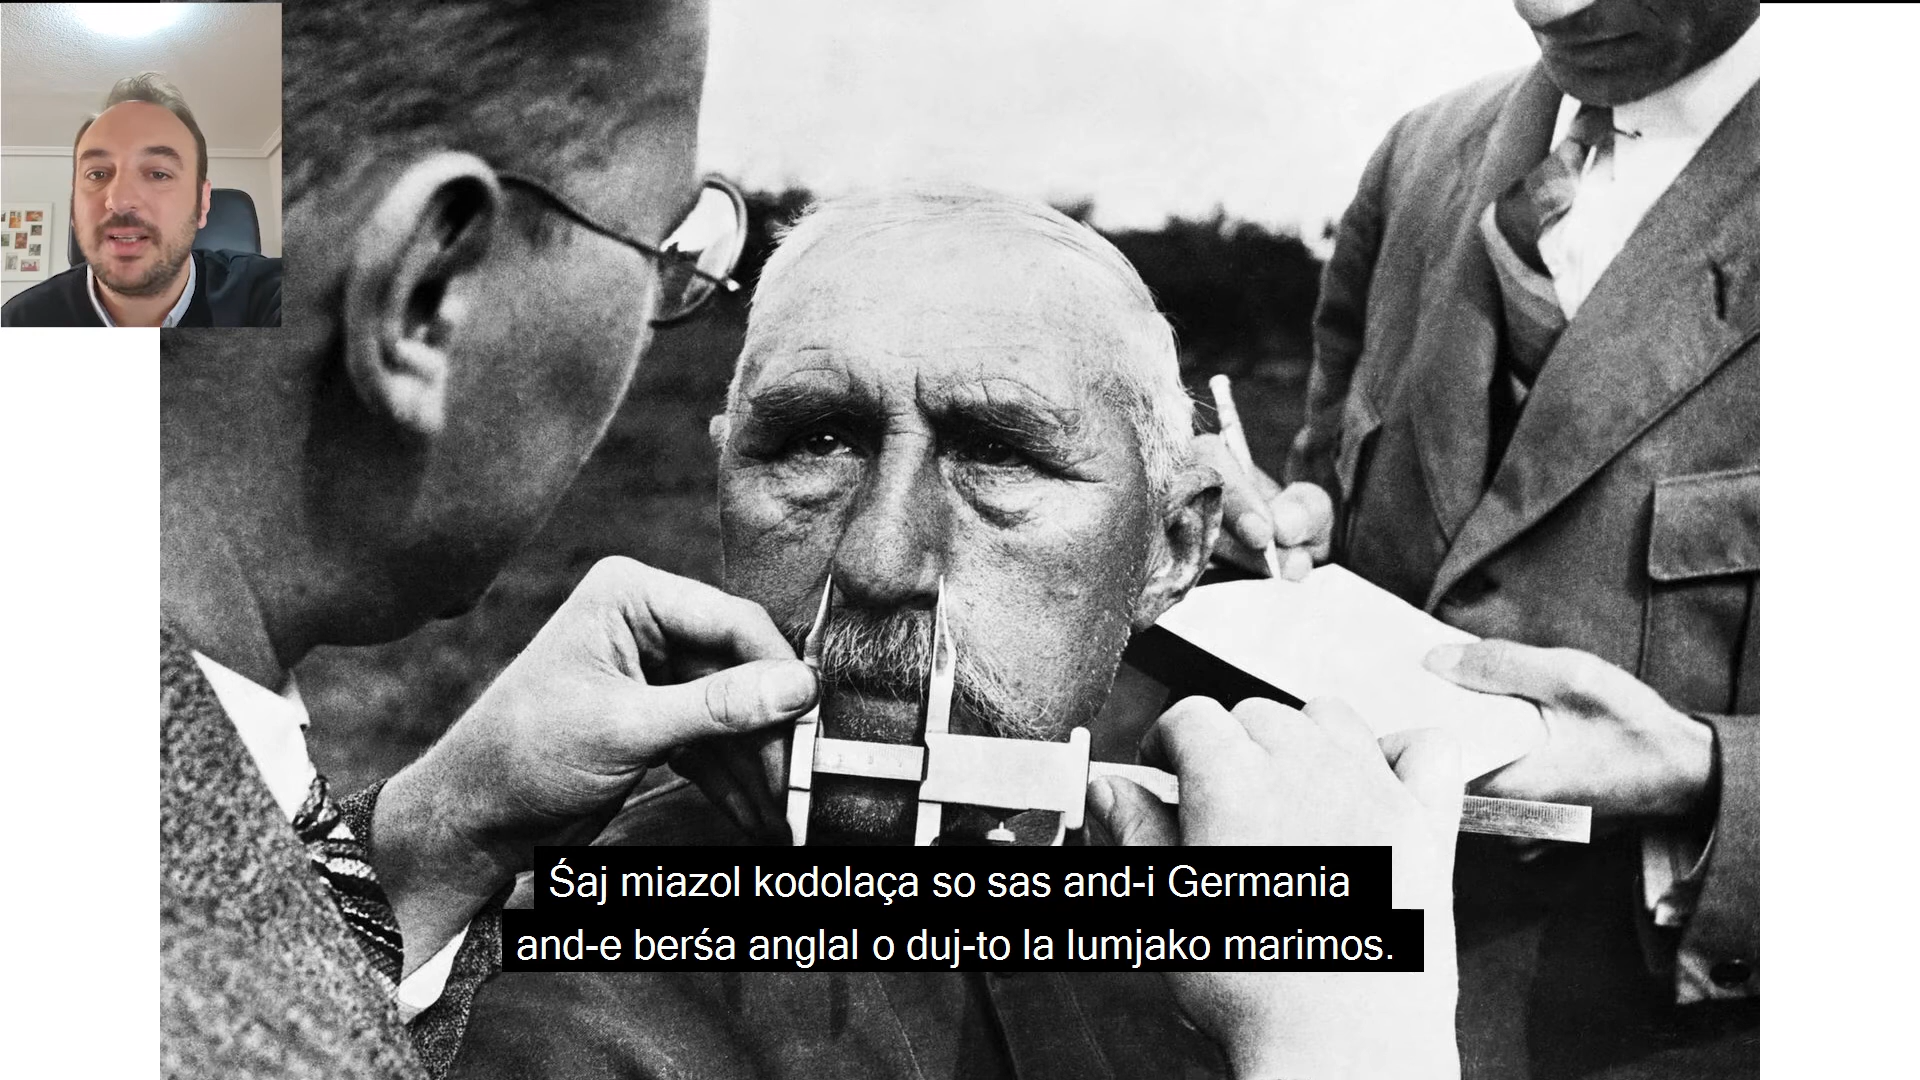 Śaj miazol kodolaça so sas and-i Germania
and-e berśa anglal o duj-to la lumjako marimos.